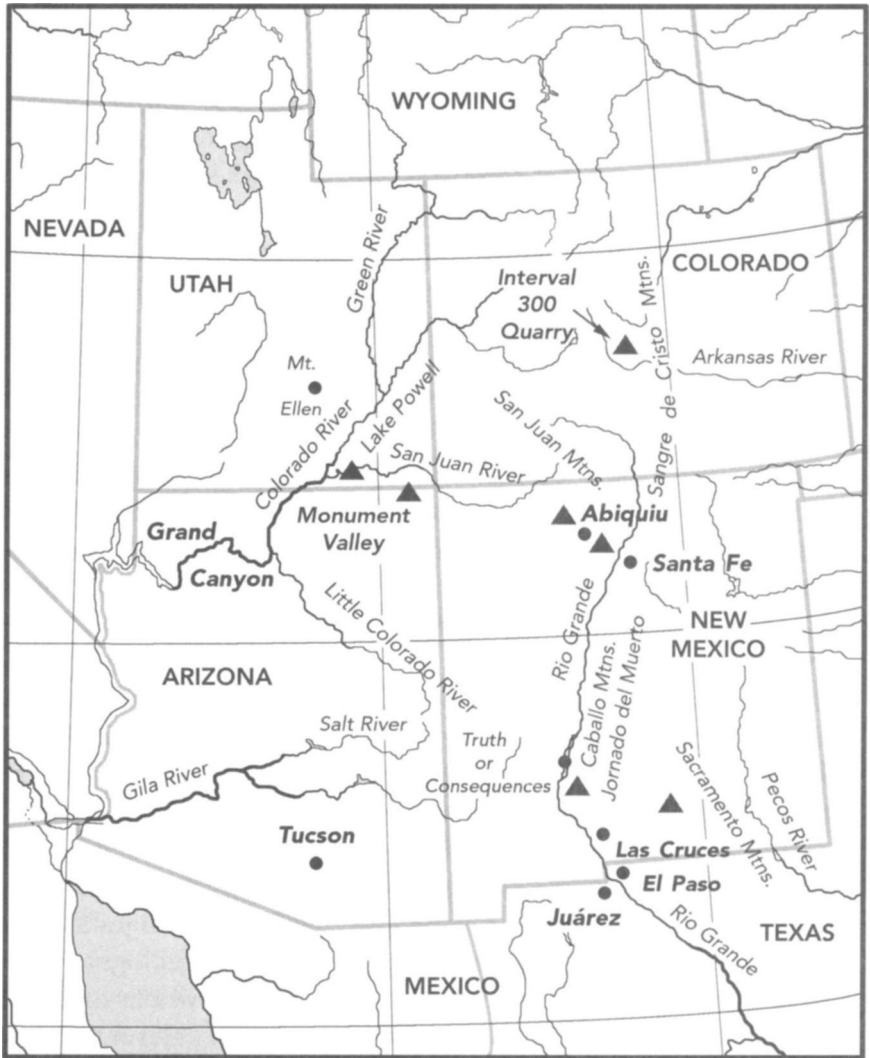 WYOMING
NEVADA
UTAH
Green River
Interval
300
Quarry
Mtns.
COLORADO
Mt.
Ellen
Sangre de Cristo
Arkansas River
Colorado River
Lake Powell
San Juan Mtns.
San Juan River
Monument
Valley
Grand
Canyon
Abiquiu
Santa Fe
Little Colorado River
Rio Grande
NEW
MEXICO
ARIZONA
Salt River
Gila River
Truth
or
Consequences
Caballo Mtns.
Jornado del Muerto
Sacramento Mtns.
Pecos River
Tucson
Las Cruces
El Paso
Juárez
Rio Grande
TEXAS
MEXICO